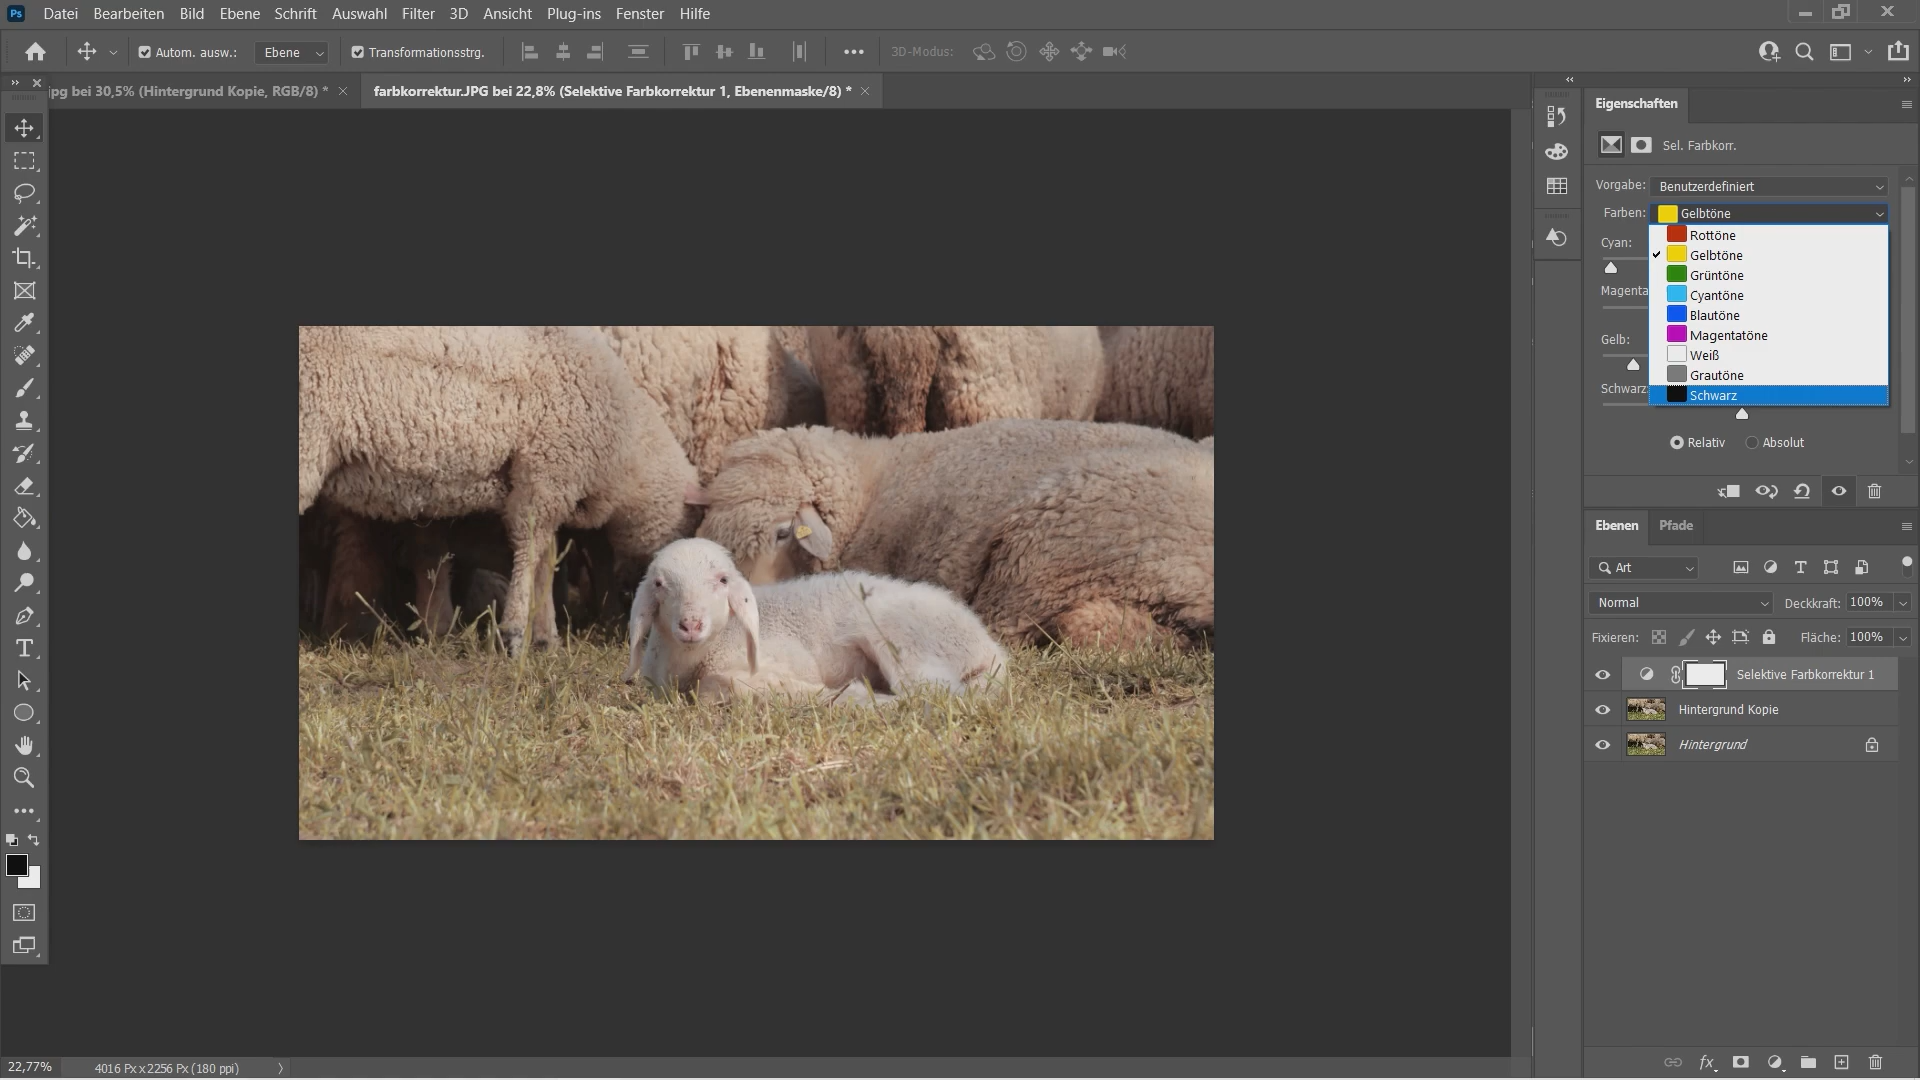 Ps Datei Bearbeiten Bild Ebene Schrift Auswahl Filter 3D Ansicht Plug-ins Fenster Hilfe
Autom. ausw.: Ebene Transformationsstrg. 3D-Modus:
jpg bei 30,5% (Hintergrund Kopie, RGB/8) * farbkorrektur.JPG bei 22,8% (Selektive Farbkorrektur 1, Ebenenmaske/8) *
Eigenschaften
Sel. Farbkorr.
Vorgabe: Benutzerdefiniert
Farben: Gelbtöne
Cyan:
Rottöne
Gelbtöne
Grüntöne
Magenta
Cyantöne
Blautöne
Gelb:
Magentatöne
Weiß
Grautöne
Schwarz:
Schwarz
Relativ Absolut
Ebenen Pfade
Art
Normal Deckkraft: 100%
Fixieren: Fläche: 100%
Selektive Farbkorrektur 1
Hintergrund Kopie
Hintergrund
fx
22,77% 4016 Px x 2256 Px (180 ppi)